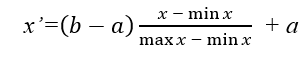 x'=(b − a) (x − min x)/(max x − min x) + a